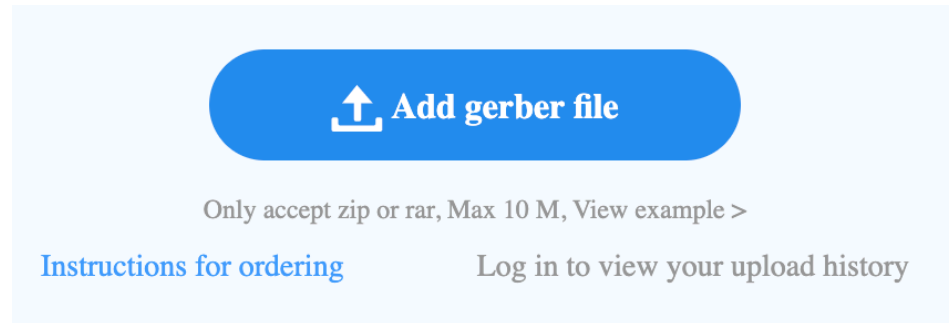 Add gerber file
Only accept zip or rar, Max 10 M, View example >
Instructions for ordering
Log in to view your upload history